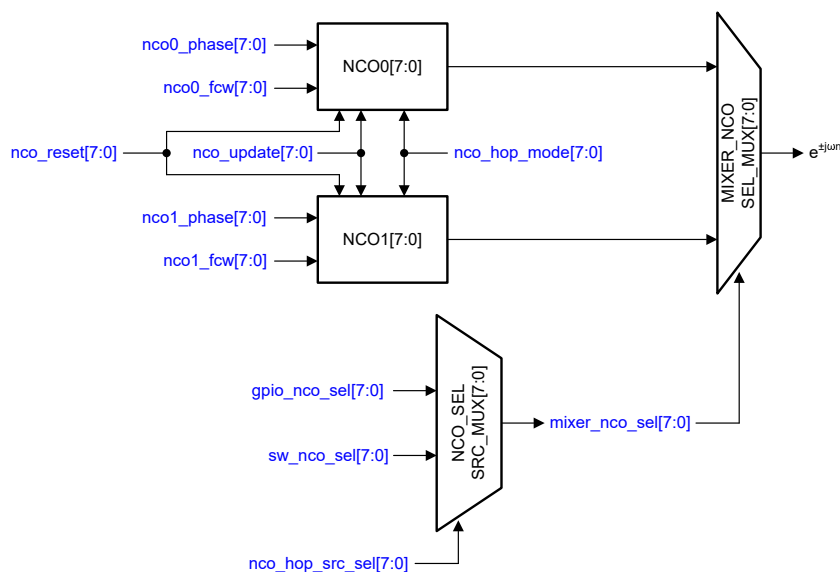 nco0_phase[7:0]
NCO0[7:0]
nco0_fcw[7:0]
nco_reset[7:0]
nco_update[7:0]
nco_hop_mode[7:0]
MIXER_NCO
SEL_MUX[7:0]
e±jωn
nco1_phase[7:0]
NCO1[7:0]
nco1_fcw[7:0]
gpio_nco_sel[7:0]
NCO_SEL
SRC_MUX[7:0]
mixer_nco_sel[7:0]
sw_nco_sel[7:0]
nco_hop_src_sel[7:0]